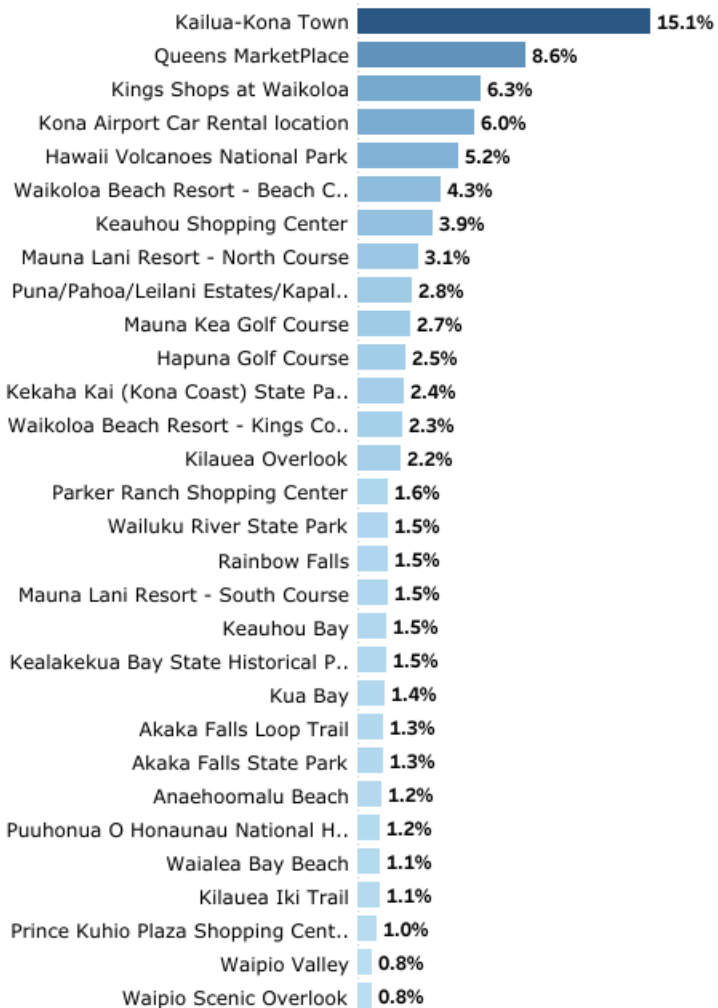 Kailua-Kona Town 15.1%
Queens MarketPlace 8.6%
Kings Shops at Waikoloa 6.3%
Kona Airport Car Rental location 6.0%
Hawaii Volcanoes National Park 5.2%
Waikoloa Beach Resort - Beach C.. 4.3%
Keauhou Shopping Center 3.9%
Mauna Lani Resort - North Course 3.1%
Puna/Pahoa/Leilani Estates/Kapal.. 2.8%
Mauna Kea Golf Course 2.7%
Hapuna Golf Course 2.5%
Kekaha Kai (Kona Coast) State Pa.. 2.4%
Waikoloa Beach Resort - Kings Co.. 2.3%
Kilauea Overlook 2.2%
Parker Ranch Shopping Center 1.6%
Wailuku River State Park 1.5%
Rainbow Falls 1.5%
Mauna Lani Resort - South Course 1.5%
Keauhou Bay 1.5%
Kealakekua Bay State Historical P.. 1.5%
Kua Bay 1.4%
Akaka Falls Loop Trail 1.3%
Akaka Falls State Park 1.3%
Anaehoomalu Beach 1.2%
Puuhonua O Honaunau National H.. 1.2%
Waialea Bay Beach 1.1%
Kilauea Iki Trail 1.1%
Prince Kuhio Plaza Shopping Cent.. 1.0%
Waipio Valley 0.8%
Waipio Scenic Overlook 0.8%